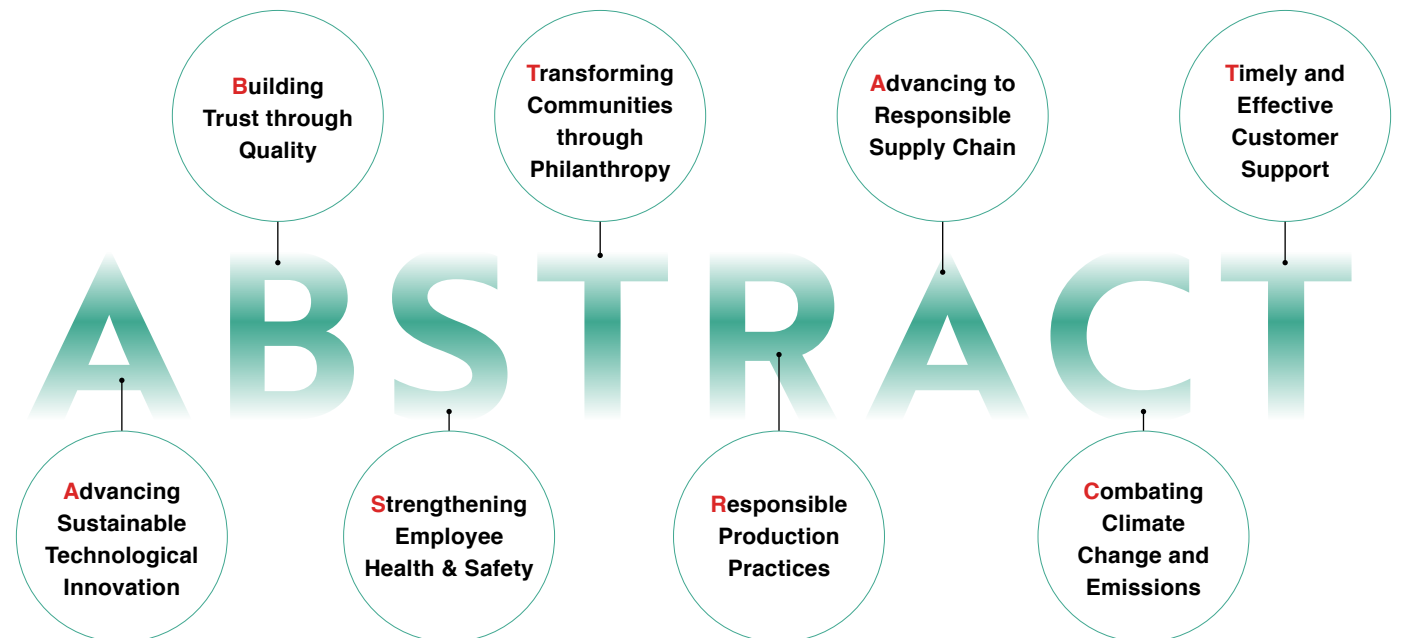 Building
Trust through
Quality
Transforming
Communities
through
Philanthropy
Advancing to
Responsible
Supply Chain
Timely and
Effective
Customer
Support
ABSTRACT
Advancing
Sustainable
Technological
Innovation
Strengthening
Employee
Health & Safety
Responsible
Production
Practices
Combating
Climate
Change and
Emissions